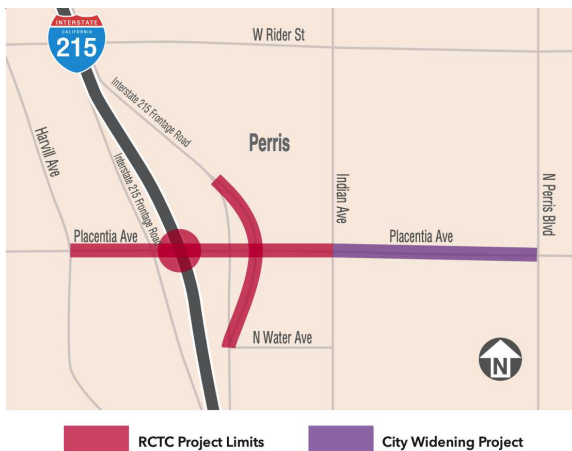 INTERSTATE
CALIFORNIA
215
W Rider St
Interstate 215 Frontage Road
Harvill Ave
Perris
Interstate 215 Frontage Road
Indian Ave
N Perris Blvd
Placentia Ave
Placentia Ave
N Water Ave
N
RCTC Project Limits
City Widening Project